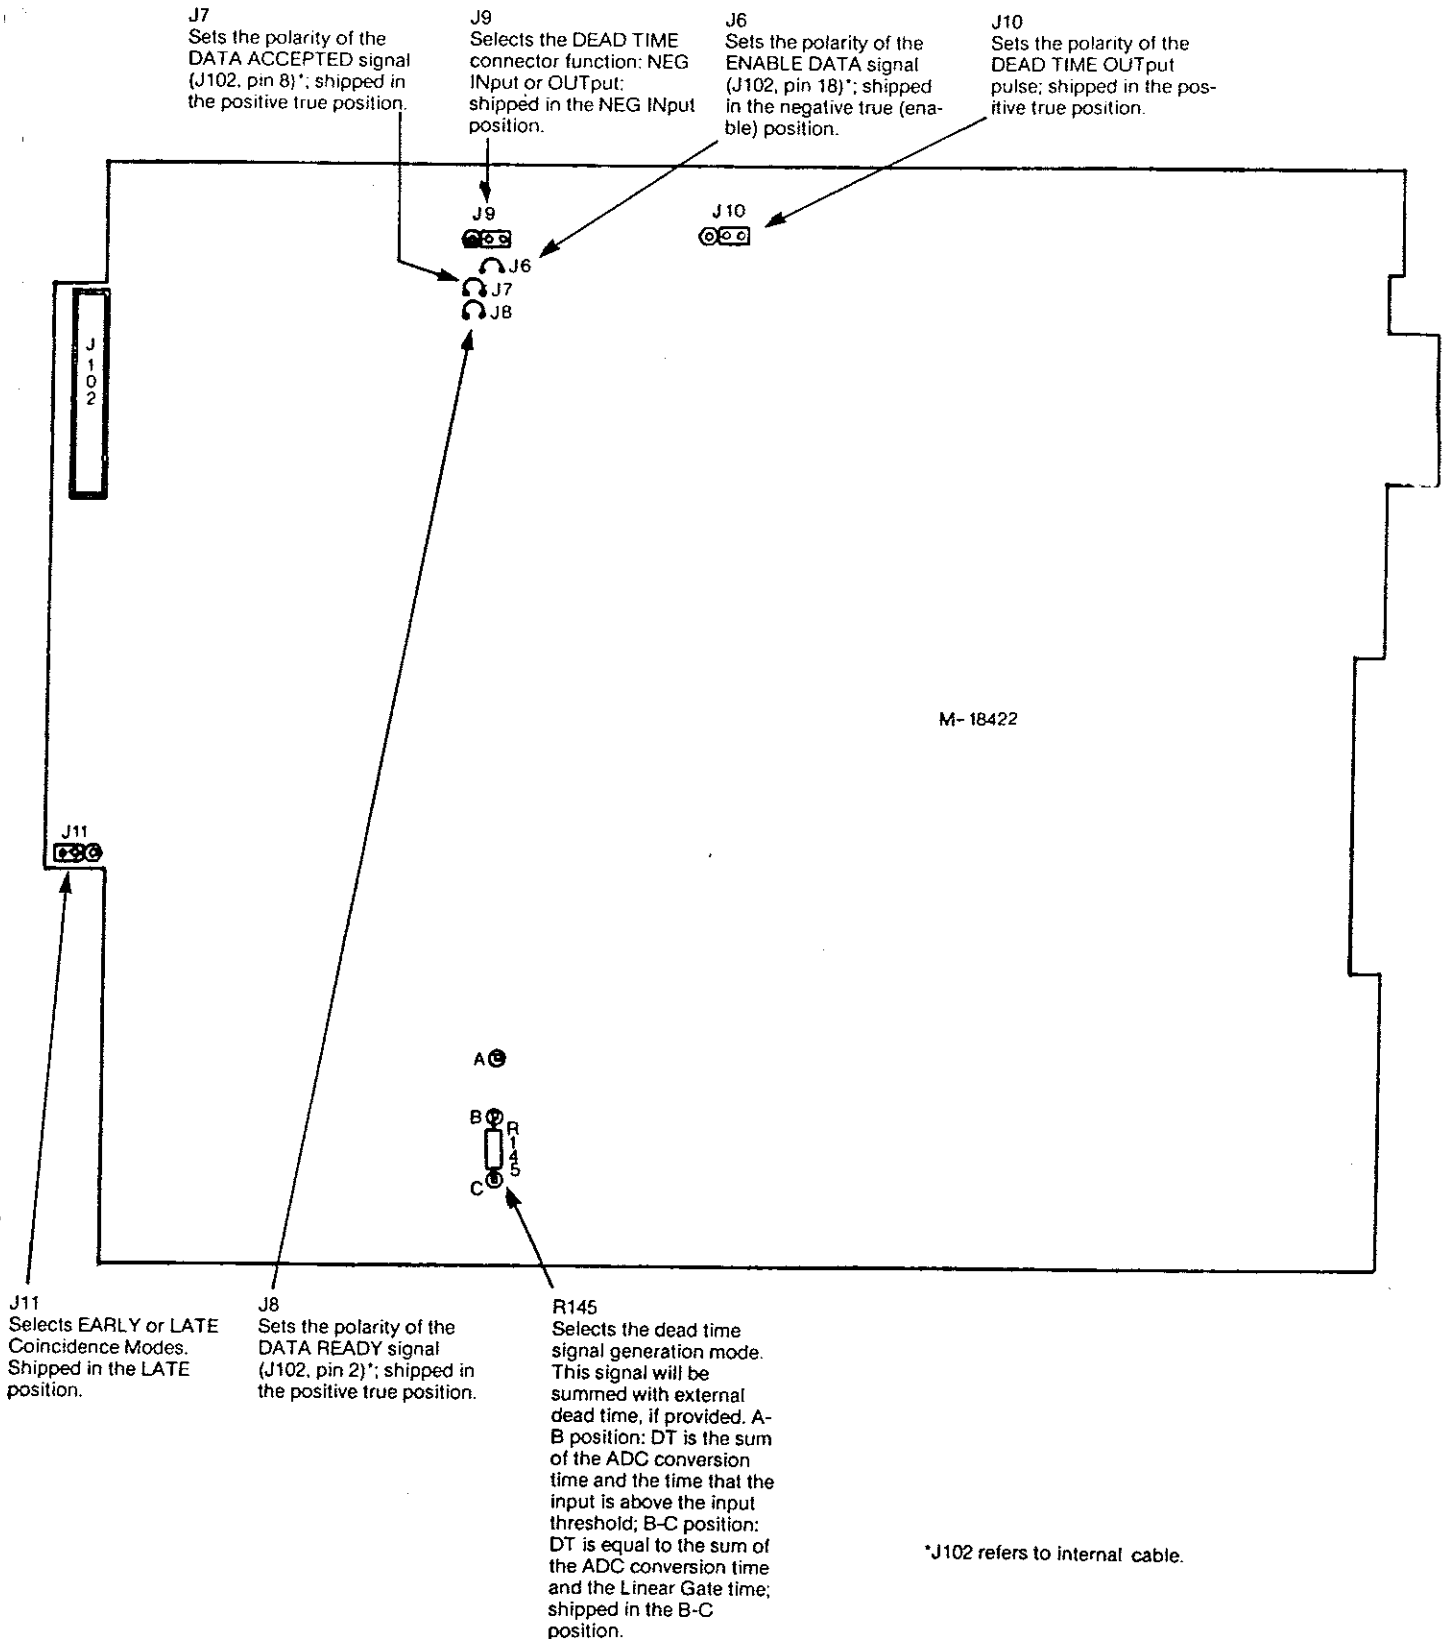 J7
Sets the polarity of the
DATA ACCEPTED signal
(J102, pin 8)*; shipped in
the positive true position.
J9
Selects the DEAD TIME
connector function: NEG
INput or OUTput:
shipped in the NEG INput
position.
J6
Sets the polarity of the
ENABLE DATA signal
(J102, pin 18)*; shipped
in the negative true (ena-
ble) position.
J10
Sets the polarity of the
DEAD TIME OUTput
pulse; shipped in the pos-
itive true position.
J9
J10
J6
J7
J8
J102
M-18422
J11
A
B
R145
C
J11
Selects EARLY or LATE
Coincidence Modes.
Shipped in the LATE
position.
J8
Sets the polarity of the
DATA READY signal
(J102, pin 2)*; shipped in
the positive true position.
R145
Selects the dead time
signal generation mode.
This signal will be
summed with external
dead time, if provided. A-
B position: DT is the sum
of the ADC conversion
time and the time that the
input is above the input
threshold; B-C position:
DT is equal to the sum of
the ADC conversion time
and the Linear Gate time;
shipped in the B-C
position.
*J102 refers to internal cable.